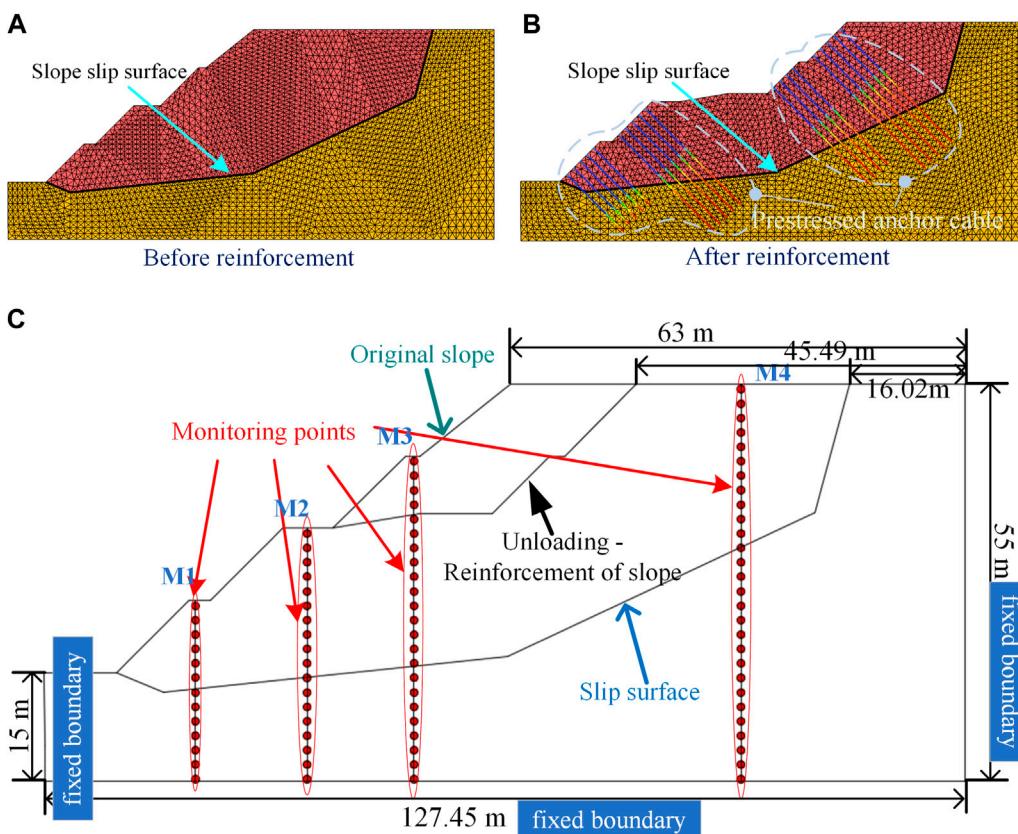 A
Slope slip surface
Before reinforcement
B
Slope slip surface
Prestressed anchor cable
After reinforcement
C
63 m
Original slope
45.49 m
M4
16.02m
Monitoring points
M3
M2
Unloading -
Reinforcement of slope
M1
55 m
fixed boundary
Slip surface
15 m
fixed boundary
127.45 m
fixed boundary